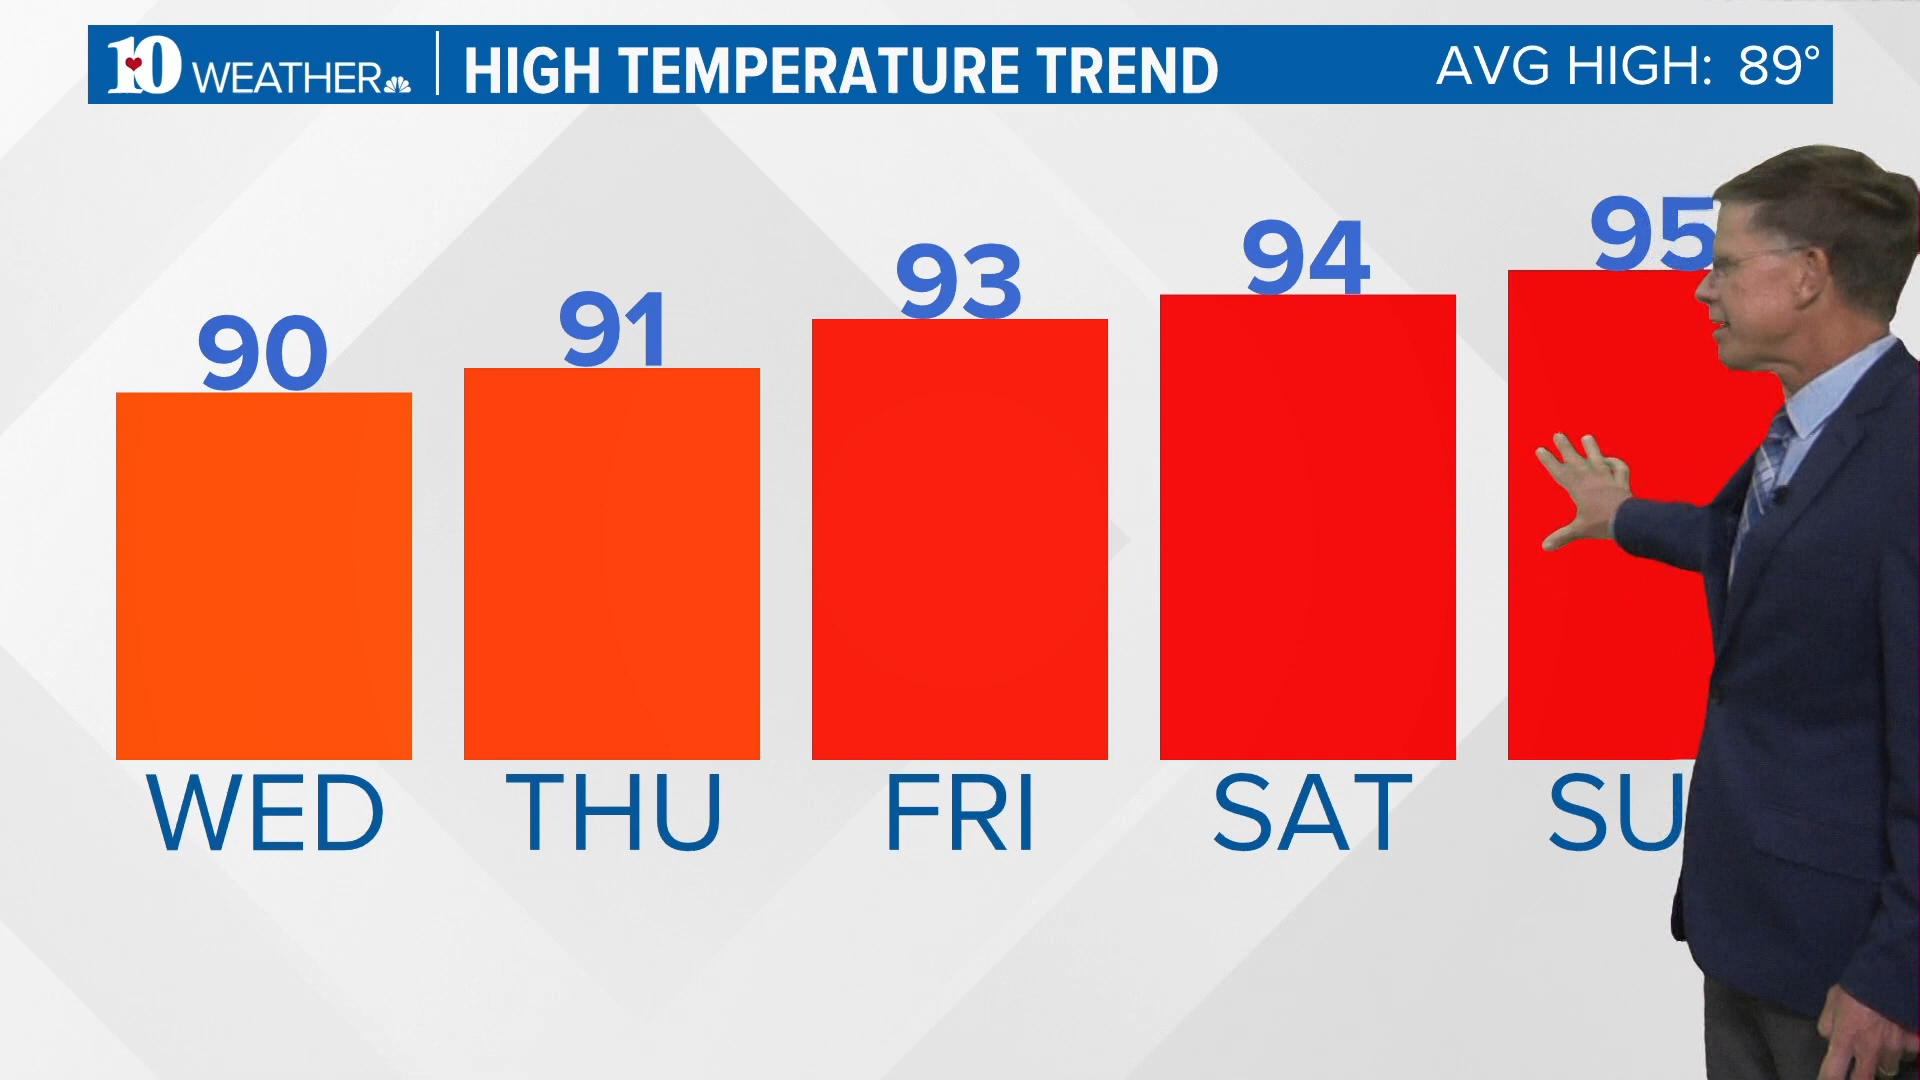 10 WEATHER HIGH TEMPERATURE TREND AVG HIGH: 89°
90 91 93 94 95
WED THU FRI SAT SU